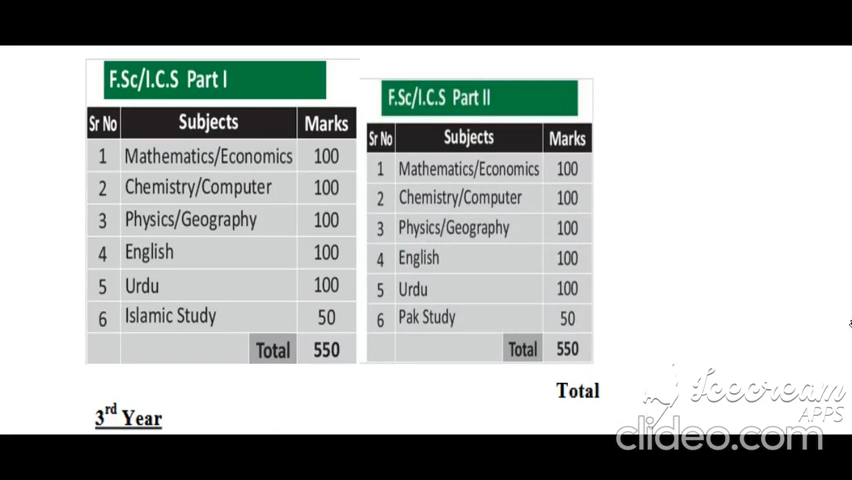 F.Sc/I.C.S Part I
Sr No Subjects Marks
1 Mathematics/Economics 100
2 Chemistry/Computer 100
3 Physics/Geography 100
4 English 100
5 Urdu 100
6 Islamic Study 50
Total 550
F.Sc/I.C.S Part II
Sr No Subjects Marks
1 Mathematics/Economics 100
2 Chemistry/Computer 100
3 Physics/Geography 100
4 English 100
5 Urdu 100
6 Pak Study 50
Total 550
Total
3rd Year
Icecream
APPS
clideo.com